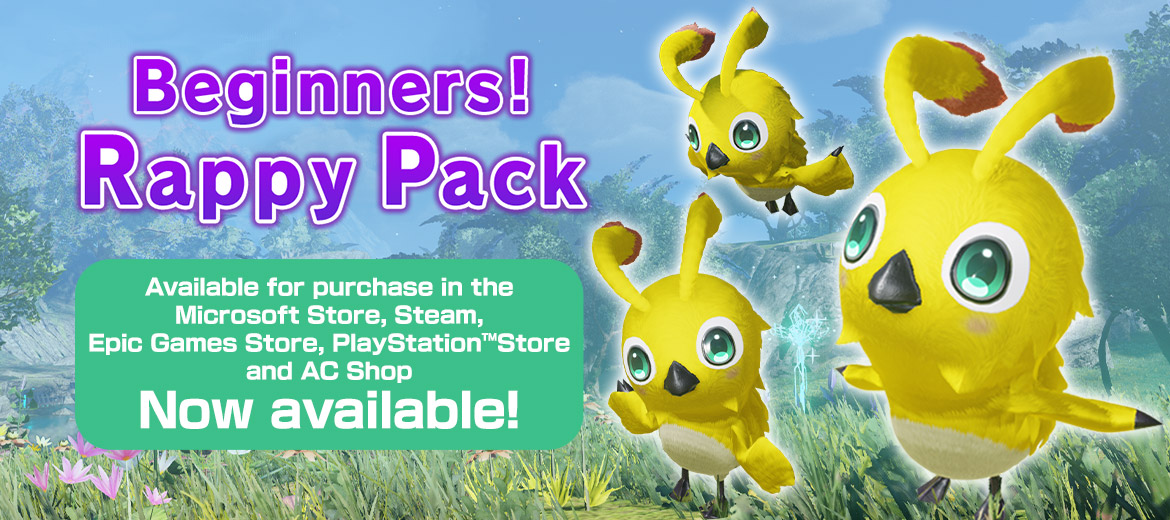 Beginners!
Rappy Pack
Available for purchase in the
Microsoft Store, Steam,
Epic Games Store, PlayStation™Store
and AC Shop
Now available!